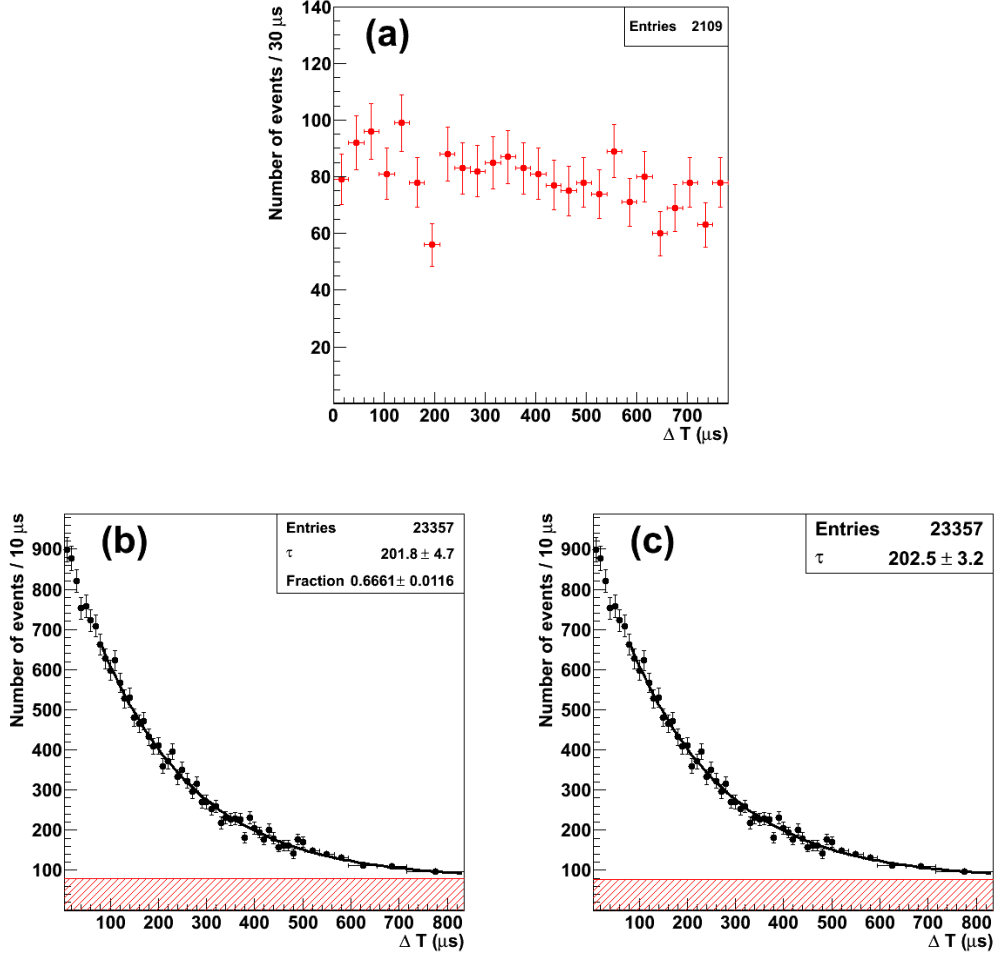 (a)
Entries 2109
Number of events / 30 μs
140
120
100
80
60
40
20
0 100 200 300 400 500 600 700
Δ T (μs)
(b)
Entries 23357
τ 201.8 ± 4.7
Fraction 0.6661± 0.0116
Number of events / 10 μs
900
800
700
600
500
400
300
200
100
100 200 300 400 500 600 700 800
Δ T (μs)
(c)
Entries 23357
τ 202.5 ± 3.2
Number of events / 10 μs
900
800
700
600
500
400
300
200
100
100 200 300 400 500 600 700 800
Δ T (μs)